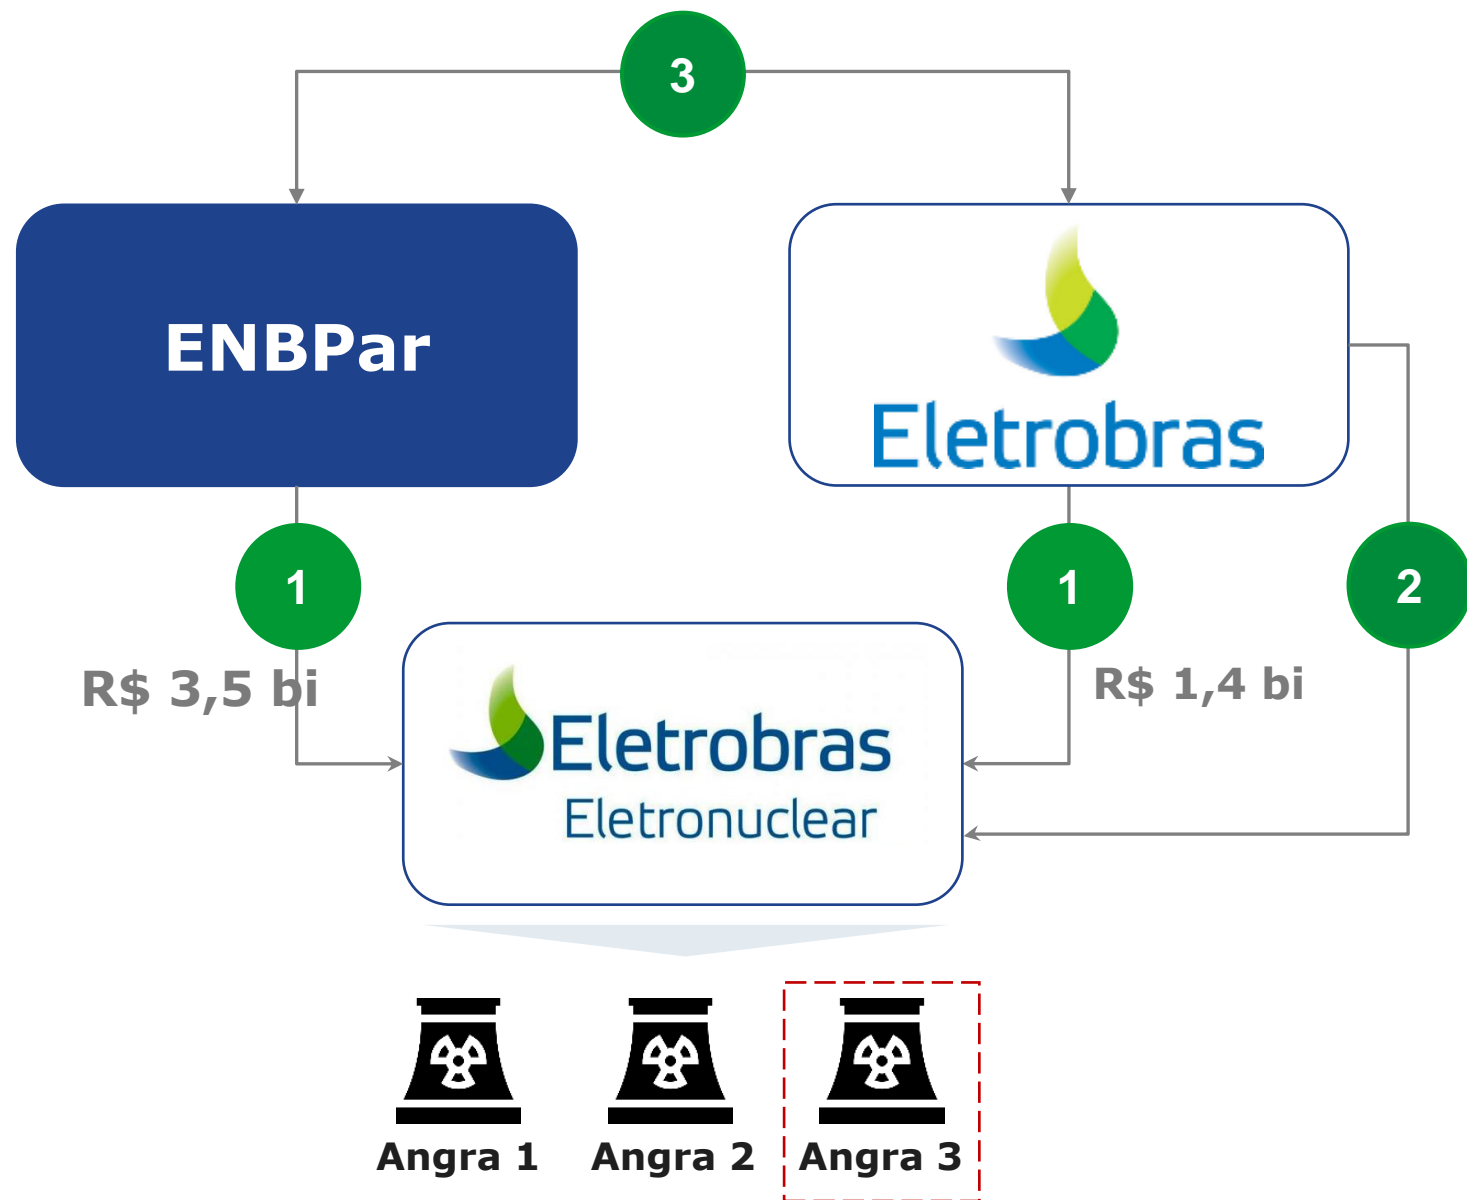 3
ENBPar
Eletrobras
1
1
2
R$ 3,5 bi
R$ 1,4 bi
Eletrobras
Eletronuclear
Angra 1
Angra 2
Angra 3